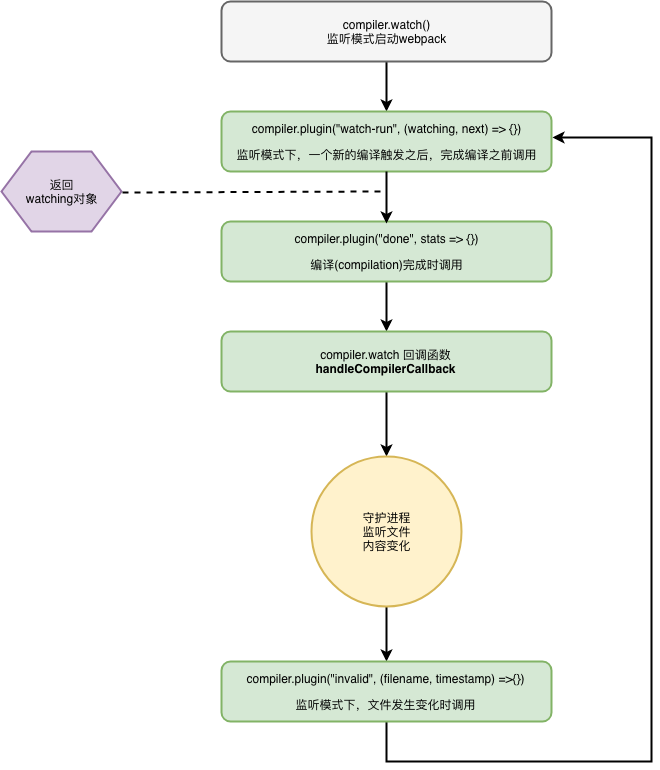 compiler.watch()
监听模式启动webpack
compiler.plugin("watch-run", (watching, next) => {})
监听模式下，一个新的编译触发之后，完成编译之前调用
返回
watching对象
compiler.plugin("done", stats => {})
编译(compilation)完成时调用
compiler.watch 回调函数
handleCompilerCallback
守护进程
监听文件
内容变化
compiler.plugin("invalid", (filename, timestamp) =>{})
监听模式下，文件发生变化时调用